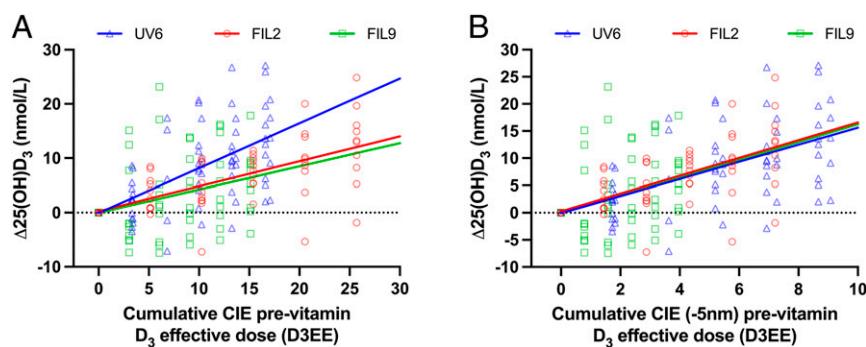 A
UV6 FIL2 FIL9
Δ25(OH)D₃ (nmol/L)
30
20
10
0
-10
0 5 10 15 20 25 30
Cumulative CIE pre-vitamin
D₃ effective dose (D3EE)
B
UV6 FIL2 FIL9
Δ25(OH)D₃ (nmol/L)
30
25
20
15
10
5
0
-5
-10
0 2 4 6 8 10
Cumulative CIE (-5nm) pre-vitamin
D₃ effective dose (D3EE)